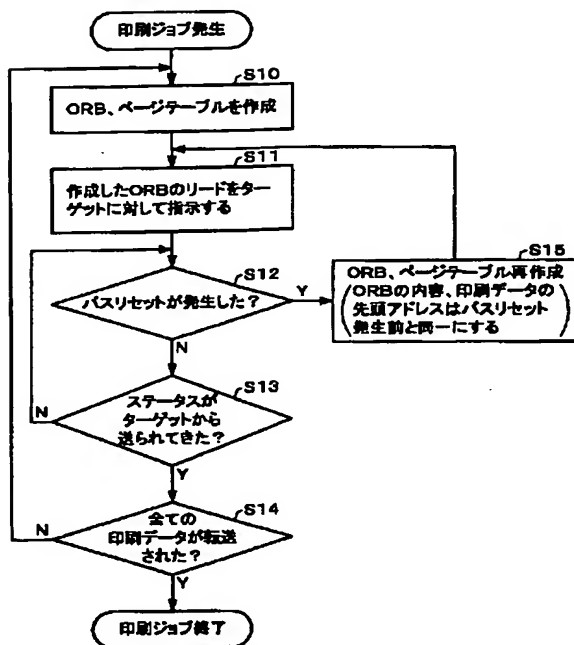 印刷ジョブ発生
S10
ORB、ページテーブルを作成
S11
作成したORBのリードをター
ゲットに対して指示する
S12
バスリセットが発生した?
Y
N
S15
ORB、ページテーブル再作成
(ORBの内容、印刷データの
先頭アドレスはバスリセット
発生前と同一にする)
S13
ステータスが
ターゲットから
送られてきた?
N
Y
S14
全ての
印刷データが転送
された?
N
Y
印刷ジョブ終了